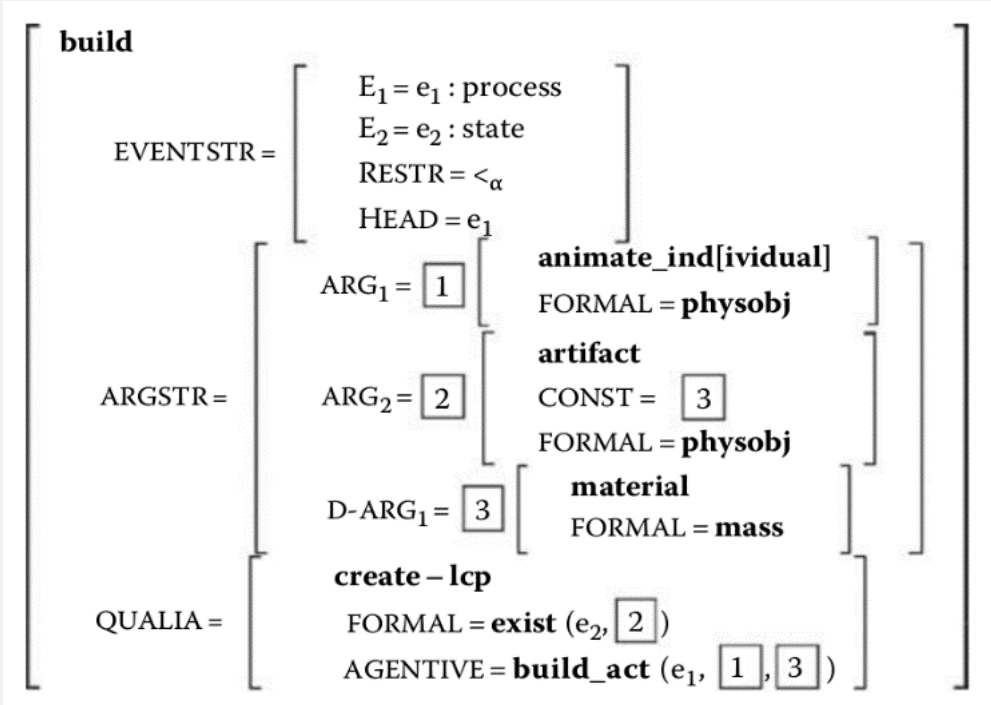 build
E₁ = e₁ : process
E₂ = e₂ : state
EVENTSTR =
RESTR = <α
HEAD = e₁
animate_ind[ividual]
ARG₁ = 1
FORMAL = physobj
artifact
ARGSTR = ARG₂ = 2 CONST = 3
FORMAL = physobj
material
D-ARG₁ = 3
FORMAL = mass
create – lcp
QUALIA = FORMAL = exist (e₂, 2 )
AGENTIVE = build_act (e₁, 1 , 3 )